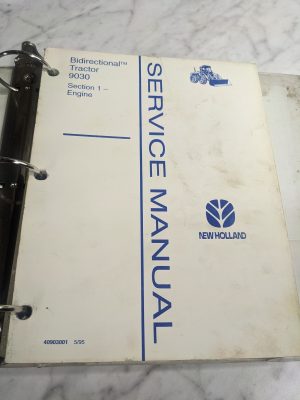 Bidirectional™
Tractor
9030
Section 1 –
Engine
SERVICE MANUAL
NEW HOLLAND
40903001 5/95